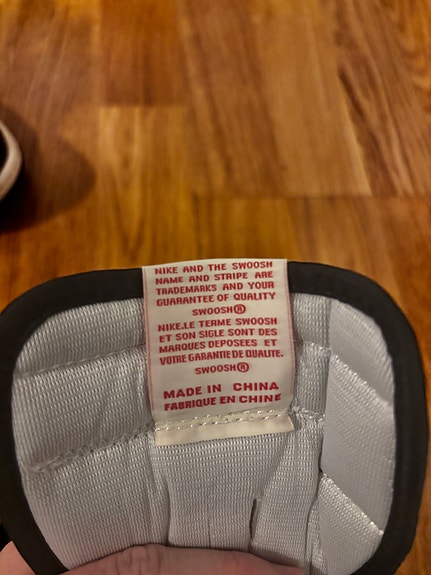 NIKE AND THE SWOOSH
NAME AND STRIPE ARE
TRADEMARKS AND YOUR
GUARANTEE OF QUALITY
SWOOSH®
NIKE.LE TERME SWOOSH
ET SON SIGLE SONT DES
MARQUES DEPOSEES ET
VOTRE GARANTIE DE QUALITE.
SWOOSH®
MADE IN CHINA
FABRIQUE EN CHINE